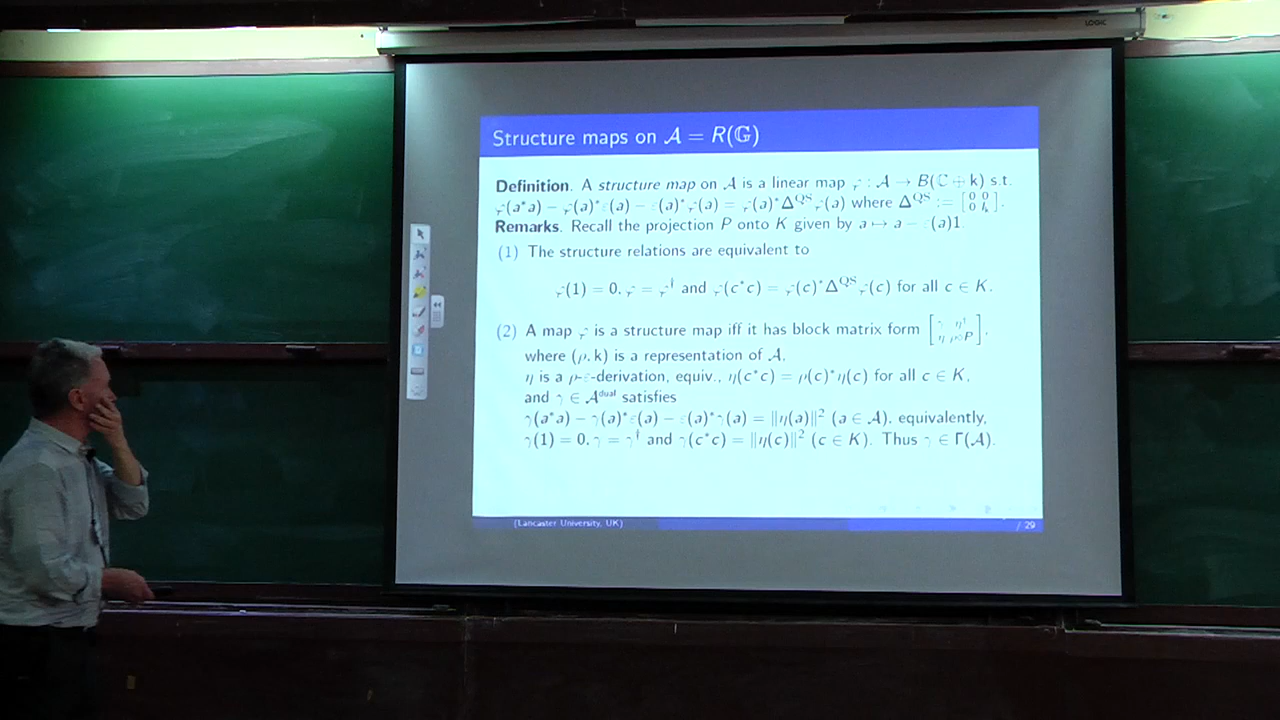 LOGIC
Structure maps on 𝒜 = R(𝔾)
Definition. A structure map on 𝒜 is a linear map φ : 𝒜 → B(ℂ ⊕ k) s.t.
φ(a*a) − φ(a)*ε(a) − ε(a)*φ(a) = φ(a)*Δ^QS φ(a) where Δ^QS := [0 0; 0 I_k].
Remarks. Recall the projection P onto K given by a ↦ a − ε(a)1.
(1) The structure relations are equivalent to
φ(1) = 0, φ = φ† and φ(c*c) = φ(c)*Δ^QS φ(c) for all c ∈ K.
(2) A map φ is a structure map iff it has block matrix form [γ η†; η ρ∘P],
where (ρ, k) is a representation of 𝒜,
η is a ρ-ε-derivation, equiv., η(c*c) = ρ(c)*η(c) for all c ∈ K,
and γ ∈ 𝒜^dual satisfies
γ(a*a) − γ(a)*ε(a) − ε(a)*γ(a) = ‖η(a)‖² (a ∈ 𝒜), equivalently,
γ(1) = 0, γ = γ† and γ(c*c) = ‖η(c)‖² (c ∈ K). Thus γ ∈ Γ(𝒜).
(Lancaster University, UK)
/ 29